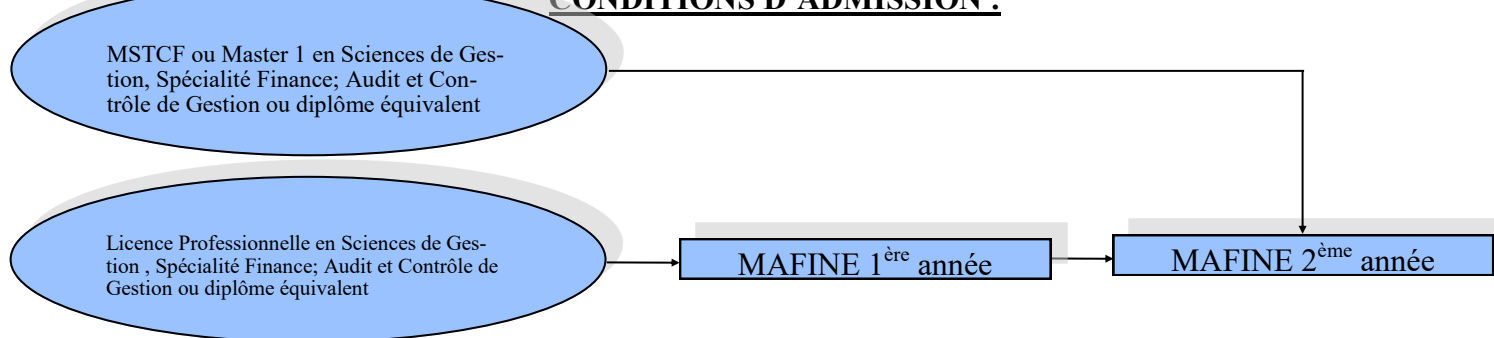 CONDITIONS D'ADMISSION :
MSTCF ou Master 1 en Sciences de Ges-
tion, Spécialité Finance; Audit et Con-
trôle de Gestion ou diplôme équivalent
Licence Professionnelle en Sciences de Ges-
tion , Spécialité Finance; Audit et Contrôle de
Gestion ou diplôme équivalent
MAFINE 1ère année
MAFINE 2ème année